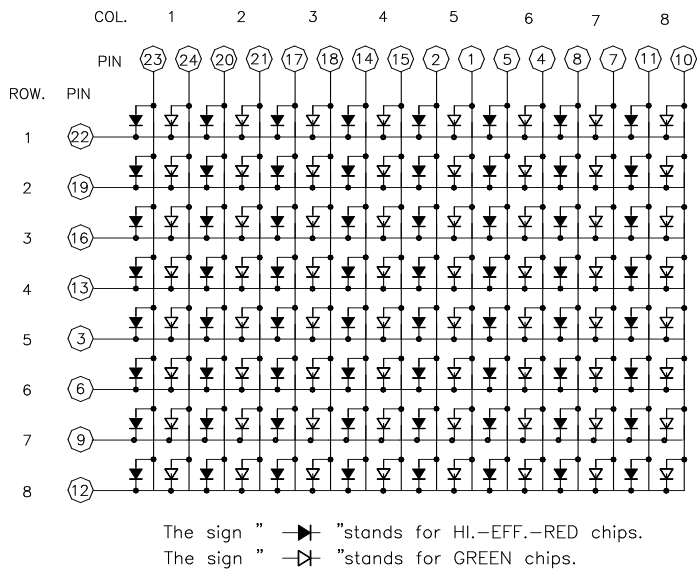 COL. 1 2 3 4 5 6 7 8
PIN 23 24 20 21 17 18 14 15 2 1 5 4 8 7 11 10
ROW. PIN
1 22
2 19
3 16
4 13
5 3
6 6
7 9
8 12
The sign " "stands for HI.-EFF.-RED chips.
The sign " "stands for GREEN chips.